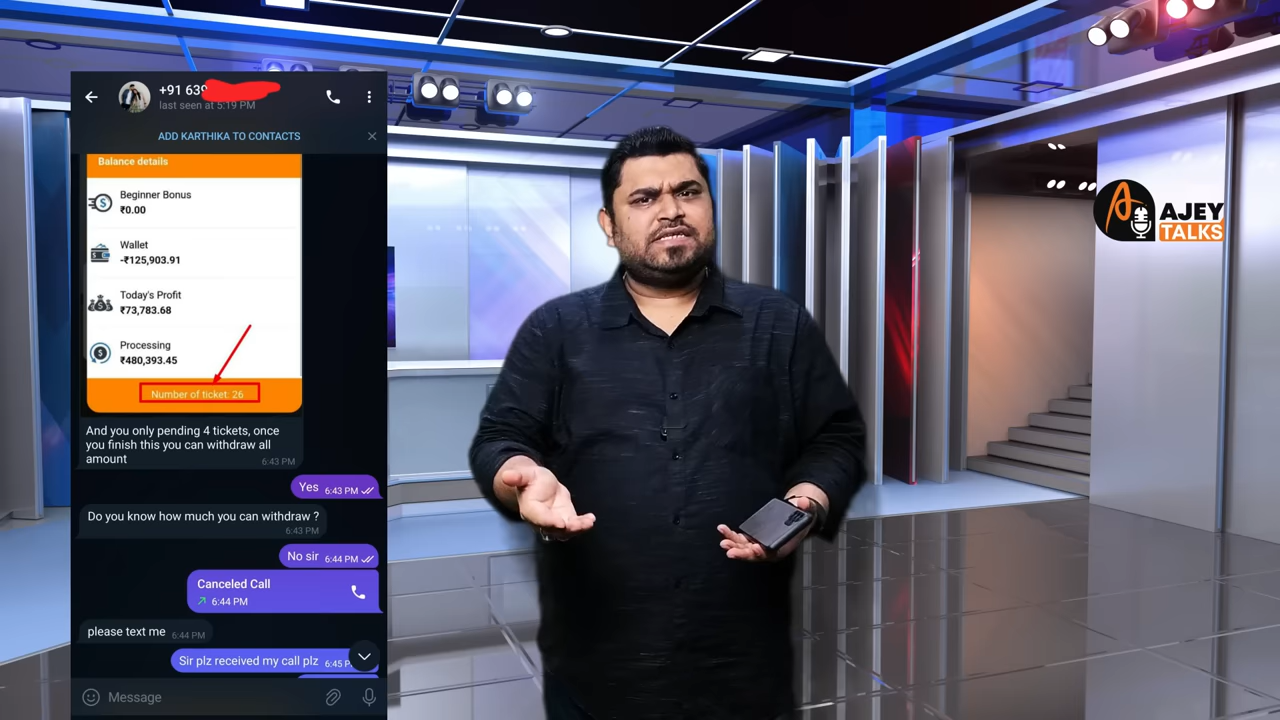 +91 639
last seen at 5:19 PM
ADD KARTHIKA TO CONTACTS
Balance details
Beginner Bonus
₹0.00
Wallet
-₹125,903.91
Today's Profit
₹73,783.68
Processing
₹480,393.45
Number of ticket: 26
And you only pending 4 tickets, once
you finish this you can withdraw all
amount
6:43 PM
Yes 6:43 PM
Do you know how much you can withdraw ?
6:43 PM
No sir 6:44 PM
Canceled Call
6:44 PM
please text me 6:44 PM
Sir plz received my call plz 6:45 P
Message
AJEY
TALKS